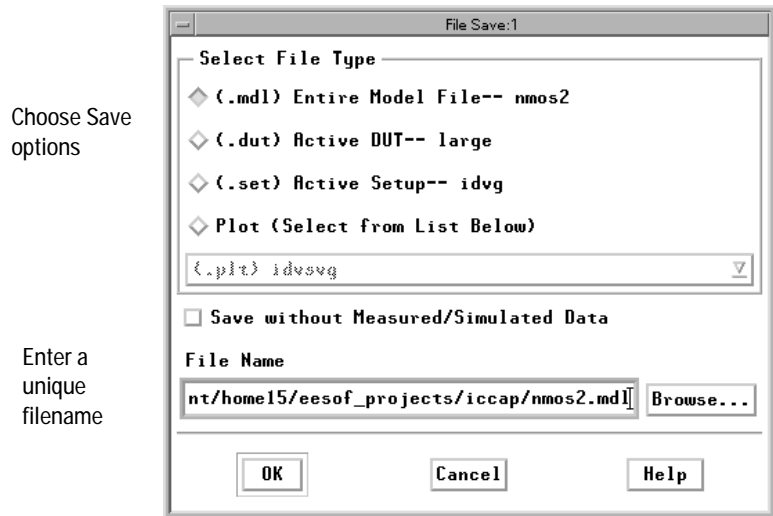 File Save:1
Select File Type
(.mdl) Entire Model File-- nmos2
Choose Save
options
(.dut) Active DUT-- large
(.set) Active Setup-- idvg
Plot (Select from List Below)
(.plt) idvsvg
Save without Measured/Simulated Data
Enter a
unique
filename
File Name
nt/home15/eesof_projects/iccap/nmos2.mdl
Browse...
OK
Cancel
Help